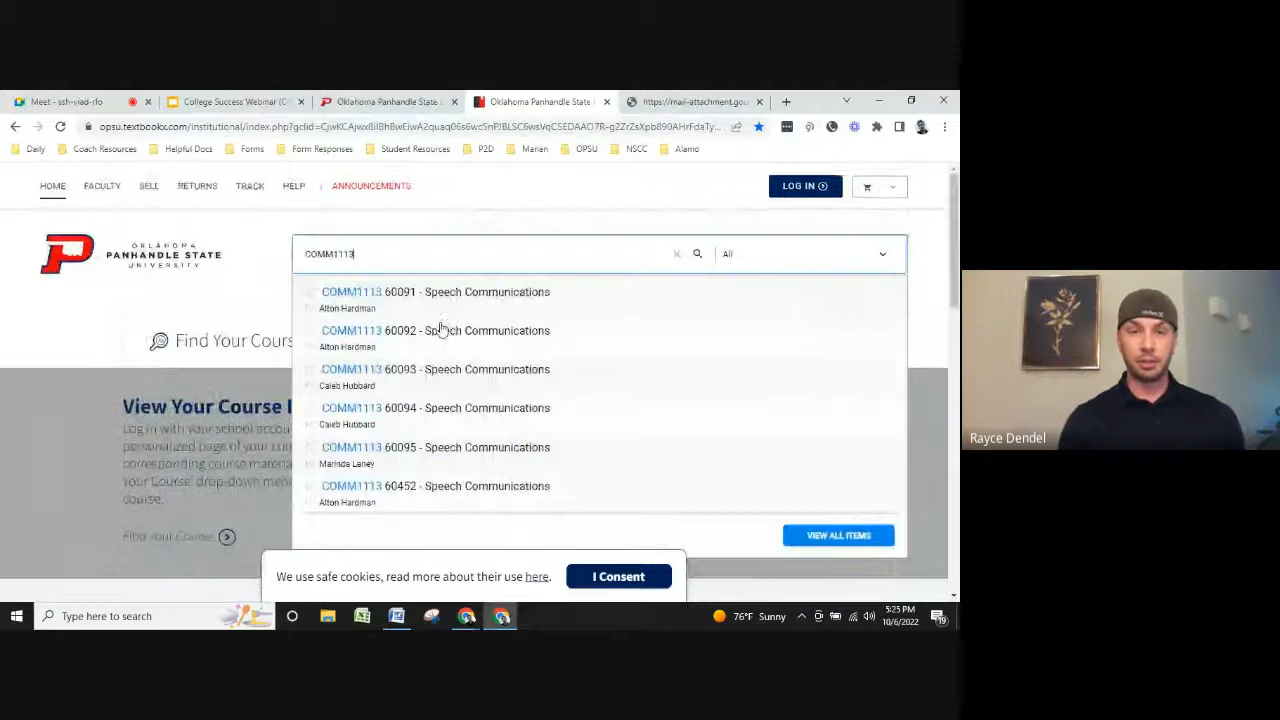 Meet - ssh-viad-rfo
College Success Webinar (O
Oklahoma Panhandle State
Oklahoma Panhandle State
https://mail-attachment.goo
Daily
Coach Resources
Helpful Docs
Forms
Form Responses
Student Resources
P2D
Marian
OPSU
NSCC
Alamo
HOME
FACULTY
SELL
RETURNS
TRACK
HELP
ANNOUNCEMENTS
LOG IN
OKLAHOMA
PANHANDLE STATE
UNIVERSITY
COMM1113
All
COMM1113 60091 - Speech Communications
Alton Hardman
COMM1113 60092 - Speech Communications
Alton Hardman
COMM1113 60093 - Speech Communications
Caleb Hubbard
COMM1113 60094 - Speech Communications
Caleb Hubbard
COMM1113 60095 - Speech Communications
Marinda Laney
COMM1113 60452 - Speech Communications
Alton Hardman
VIEW ALL ITEMS
Find Your Cours
View Your Course
Log in with your school accou
personalized page of your
corresponding course material
your Course' drop-down me
course.
Find Your Course
We use safe cookies, read more about their use here.
I Consent
Type here to search
76°F Sunny
5:25 PM
10/6/2022
19
Rayce Dendel